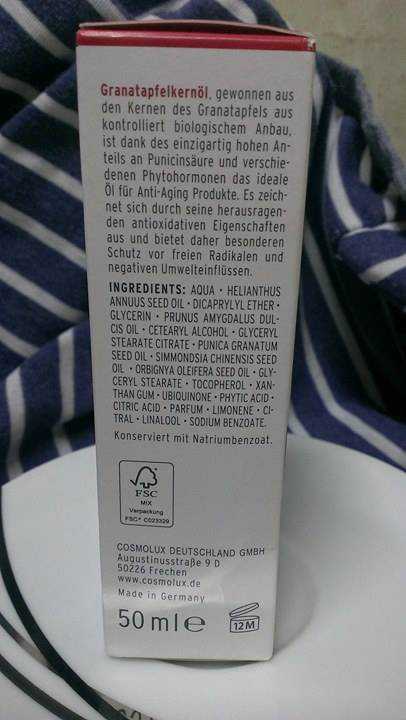 Granatapfelkernöl, gewonnen aus
den Kernen des Granatapfels aus
kontrolliert biologischem Anbau,
ist dank des einzigartig hohen An-
teils an Punicinsäure und verschie-
denen Phytohormonen das ideale
Öl für Anti-Aging Produkte. Es zeich-
net sich durch seine herausragen-
den antioxidativen Eigenschaften
aus und bietet daher besonderen
Schutz vor freien Radikalen und
negativen Umwelteinflüssen.
INGREDIENTS: AQUA • HELIANTHUS
ANNUUS SEED OIL • DICAPRYLYL ETHER •
GLYCERIN • PRUNUS AMYGDALUS DUL-
CIS OIL • CETEARYL ALCOHOL • GLYCERYL
STEARATE CITRATE • PUNICA GRANATUM
SEED OIL • SIMMONDSIA CHINENSIS SEED
OIL • ORBIGNYA OLEIFERA SEED OIL • GLY-
CERYL STEARATE • TOCOPHEROL • XAN-
THAN GUM • UBIQUINONE • PHYTIC ACID •
CITRIC ACID • PARFUM • LIMONENE • CI-
TRAL • LINALOOL • SODIUM BENZOATE.
Konserviert mit Natriumbenzoat.
FSC
MIX
Verpackung
FSC® C023329
COSMOLUX DEUTSCHLAND GMBH
Augustinusstraße 9 D
50226 Frechen
www.cosmolux.de
Made in Germany
50 ml e
12M